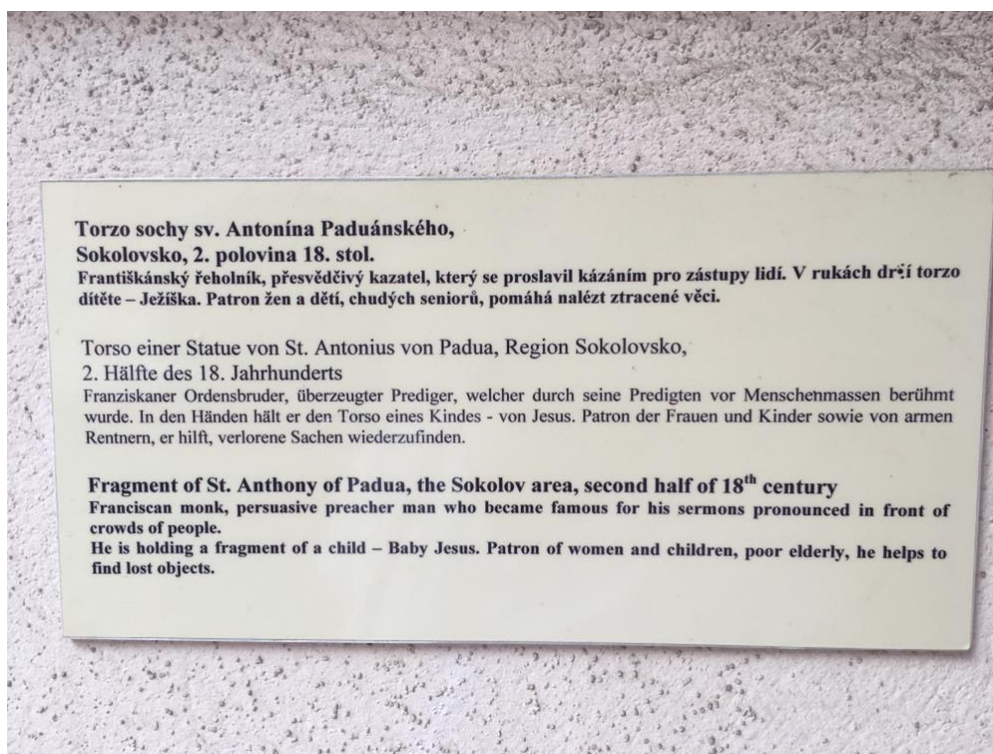 Torzo sochy sv. Antonína Paduánského,
Sokolovsko, 2. polovina 18. stol.
Františkánský řeholník, přesvědčivý kazatel, který se proslavil kázáním pro zástupy lidí. V rukách drží torzo
dítěte – Ježíška. Patron žen a dětí, chudých seniorů, pomáhá nalézt ztracené věci.
Torso einer Statue von St. Antonius von Padua, Region Sokolovsko,
2. Hälfte des 18. Jahrhunderts
Franziskaner Ordensbruder, überzeugter Prediger, welcher durch seine Predigten vor Menschenmassen berühmt
wurde. In den Händen hält er den Torso eines Kindes - von Jesus. Patron der Frauen und Kinder sowie von armen
Rentnern, er hilft, verlorene Sachen wiederzufinden.
Fragment of St. Anthony of Padua, the Sokolov area, second half of 18th century
Franciscan monk, persuasive preacher man who became famous for his sermons pronounced in front of
crowds of people.
He is holding a fragment of a child – Baby Jesus. Patron of women and children, poor elderly, he helps to
find lost objects.